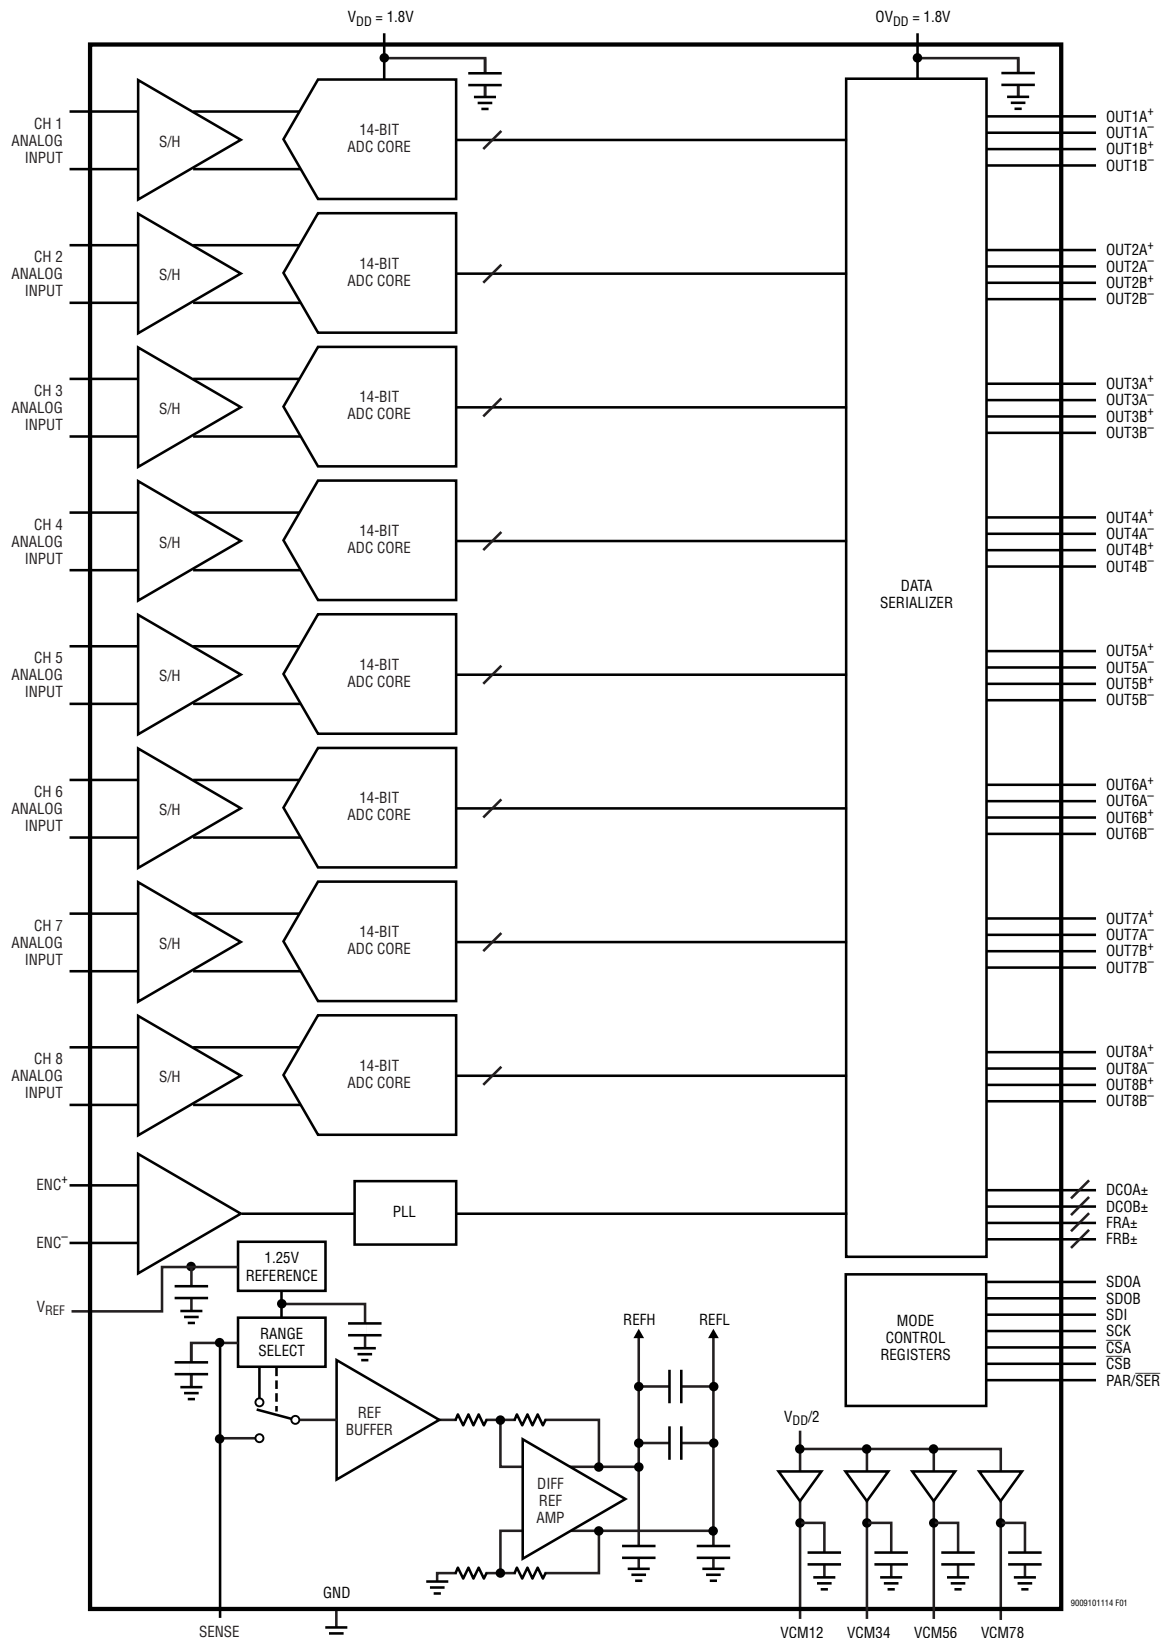 V_DD = 1.8V
OV_DD = 1.8V
CH 1
ANALOG
INPUT
S/H
14-BIT
ADC CORE
OUT1A⁺
OUT1A⁻
OUT1B⁺
OUT1B⁻
CH 2
ANALOG
INPUT
S/H
14-BIT
ADC CORE
OUT2A⁺
OUT2A⁻
OUT2B⁺
OUT2B⁻
CH 3
ANALOG
INPUT
S/H
14-BIT
ADC CORE
OUT3A⁺
OUT3A⁻
OUT3B⁺
OUT3B⁻
CH 4
ANALOG
INPUT
S/H
14-BIT
ADC CORE
OUT4A⁺
OUT4A⁻
OUT4B⁺
OUT4B⁻
DATA
SERIALIZER
CH 5
ANALOG
INPUT
S/H
14-BIT
ADC CORE
OUT5A⁺
OUT5A⁻
OUT5B⁺
OUT5B⁻
CH 6
ANALOG
INPUT
S/H
14-BIT
ADC CORE
OUT6A⁺
OUT6A⁻
OUT6B⁺
OUT6B⁻
CH 7
ANALOG
INPUT
S/H
14-BIT
ADC CORE
OUT7A⁺
OUT7A⁻
OUT7B⁺
OUT7B⁻
CH 8
ANALOG
INPUT
S/H
14-BIT
ADC CORE
OUT8A⁺
OUT8A⁻
OUT8B⁺
OUT8B⁻
ENC⁺
ENC⁻
PLL
DCOA±
DCOB±
FRA±
FRB±
1.25V
REFERENCE
V_REF
RANGE
SELECT
REF
BUFFER
REFH
REFL
DIFF
REF
AMP
MODE
CONTROL
REGISTERS
SDOA
SDOB
SDI
SCK
C̅S̅A
C̅S̅B
PAR/S̅E̅R̅
V_DD/2
GND
SENSE
VCM12
VCM34
VCM56
VCM78
9009101114 F01